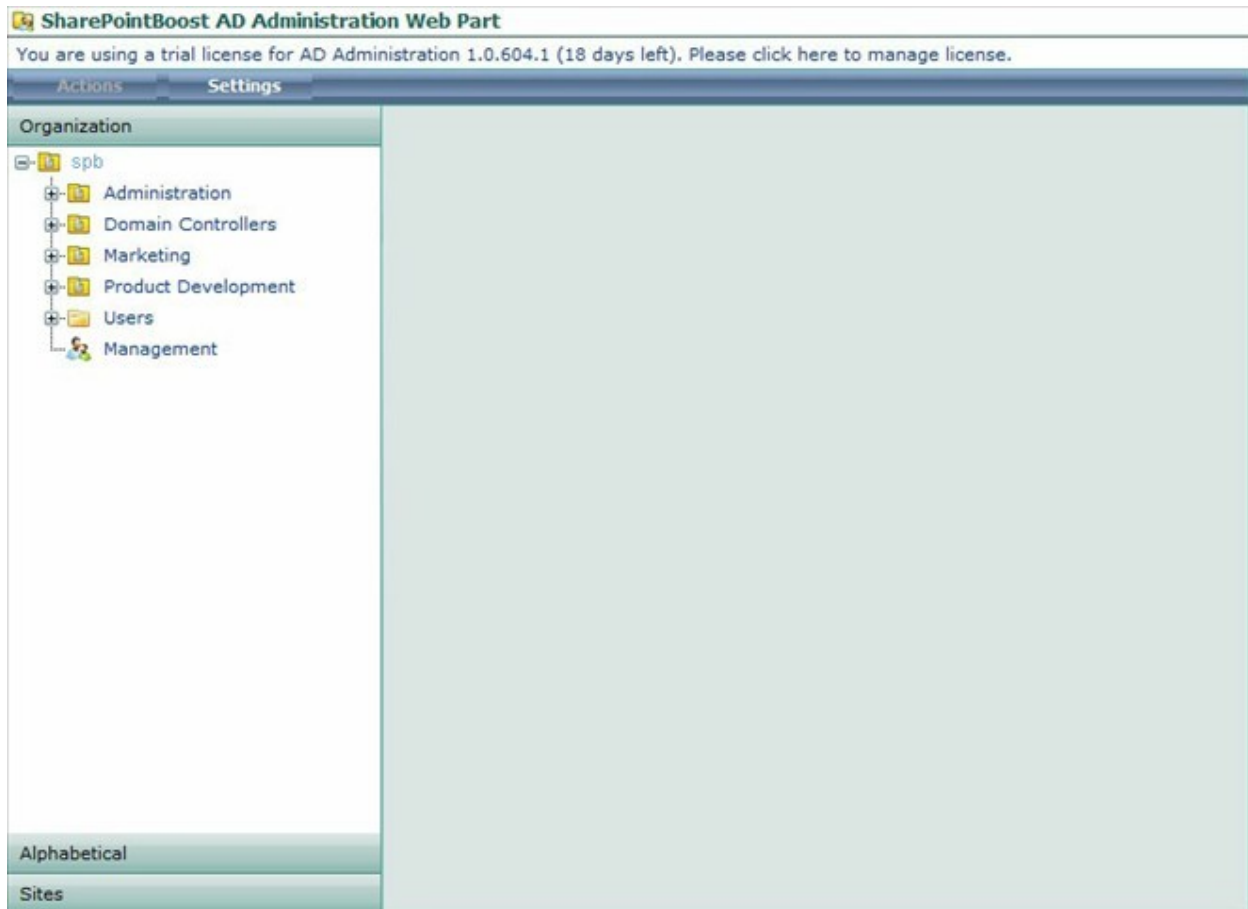 SharePointBoost AD Administration Web Part
You are using a trial license for AD Administration 1.0.604.1 (18 days left). Please click here to manage license.
Actions Settings
Organization
spb
Administration
Domain Controllers
Marketing
Product Development
Users
Management
Alphabetical
Sites